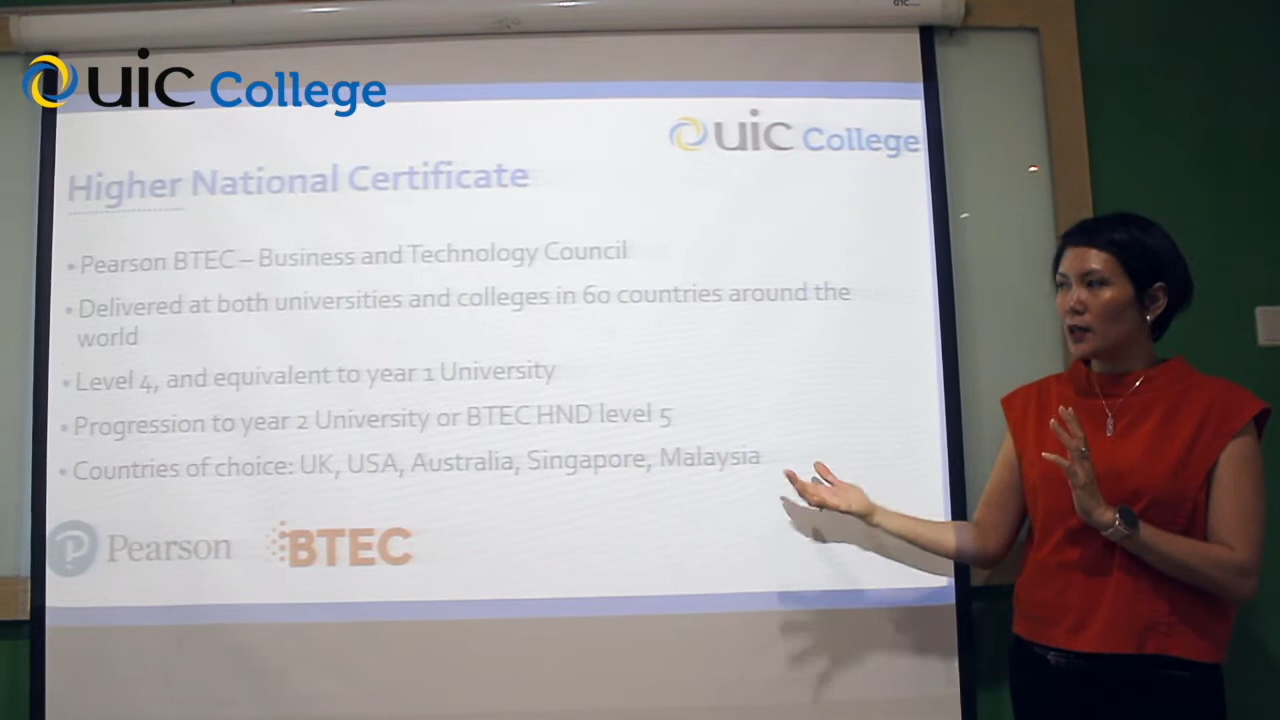 uic College
uic College
Higher National Certificate
• Pearson BTEC – Business and Technology Council
• Delivered at both universities and colleges in 60 countries around the
world
• Level 4, and equivalent to year 1 University
• Progression to year 2 University or BTEC HND level 5
• Countries of choice: UK, USA, Australia, Singapore, Malaysia
P Pearson
BTEC